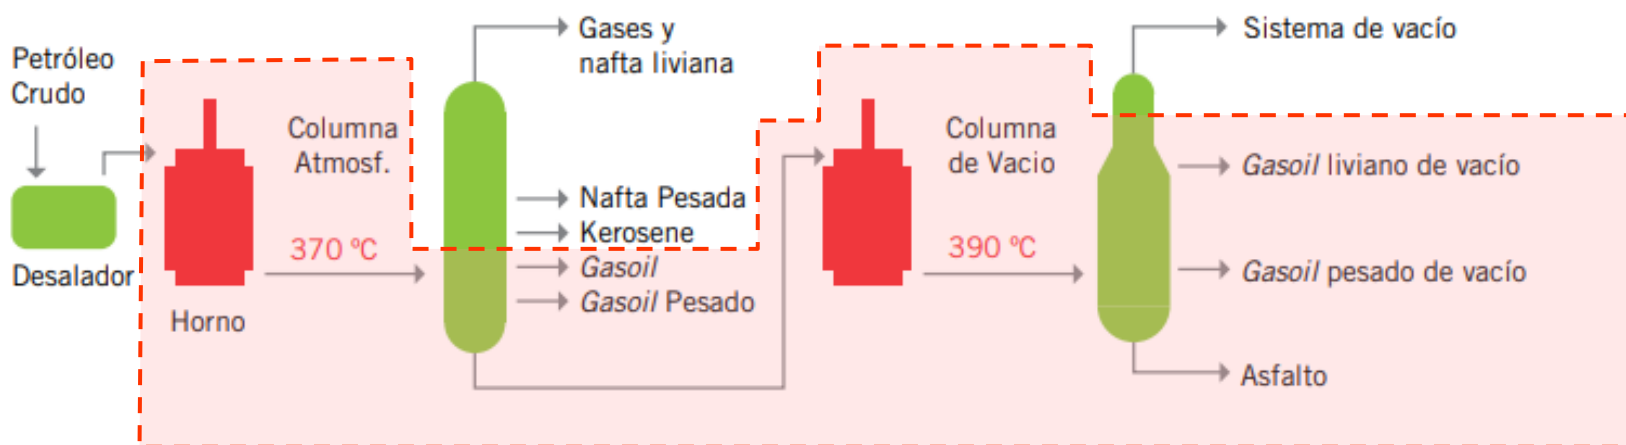 Petróleo
Crudo
Desalador
Horno
Columna
Atmosf.
370 ºC
Gases y
nafta liviana
Nafta Pesada
Kerosene
Gasoil
Gasoil Pesado
Columna
de Vacio
390 ºC
Sistema de vacío
Gasoil liviano de vacío
Gasoil pesado de vacío
Asfalto